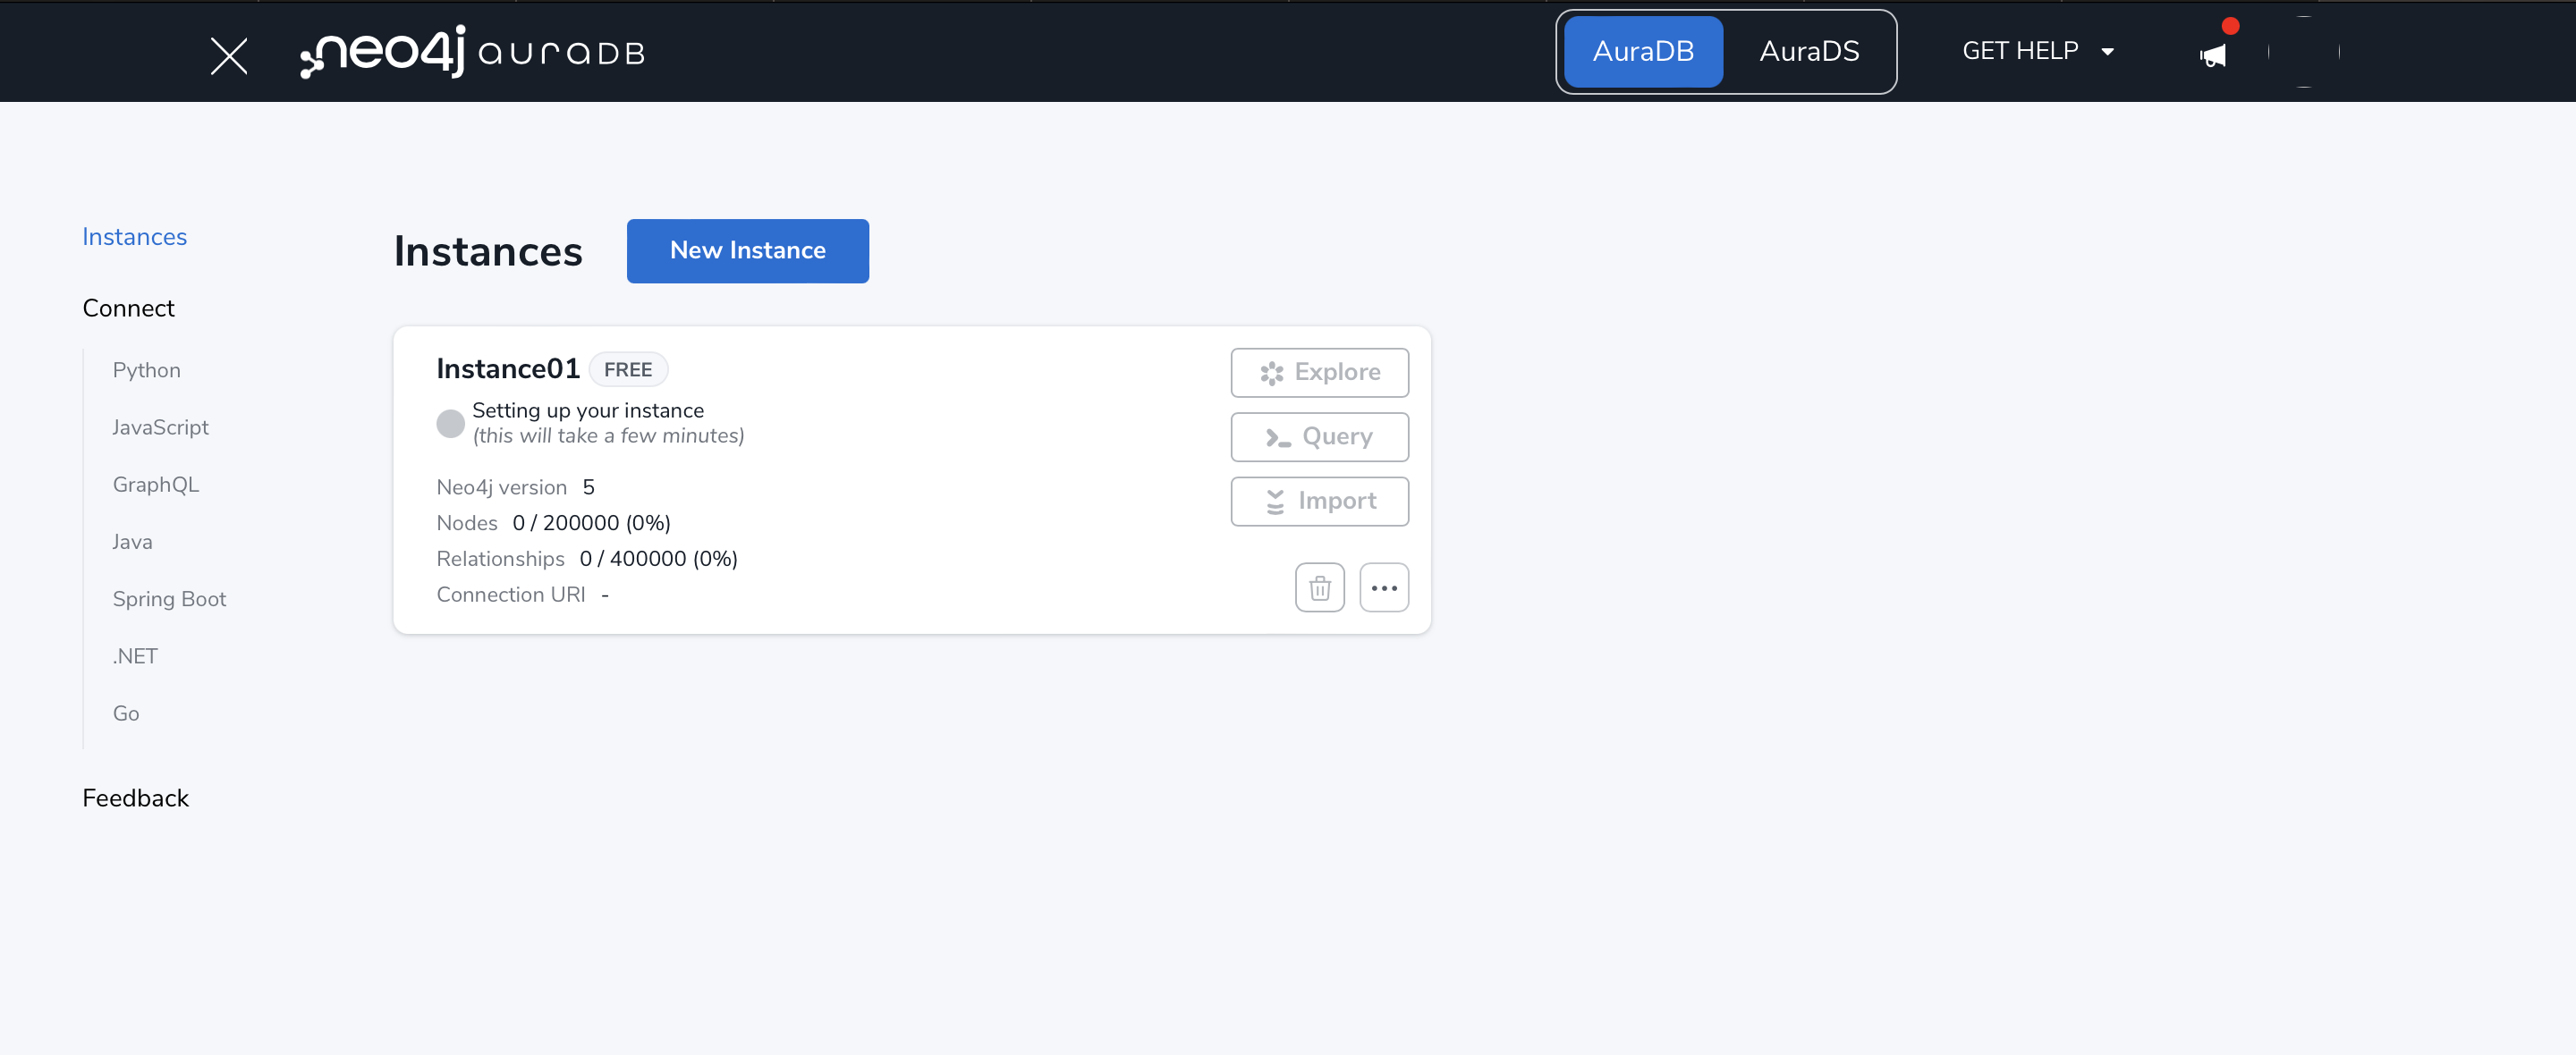 neo4j auraDB
AuraDB AuraDS GET HELP
Instances
Connect
Python
JavaScript
GraphQL
Java
Spring Boot
.NET
Go
Feedback
Instances New Instance
Instance01 FREE
Setting up your instance
(this will take a few minutes)
Neo4j version 5
Nodes 0 / 200000 (0%)
Relationships 0 / 400000 (0%)
Connection URI -
Explore
Query
Import